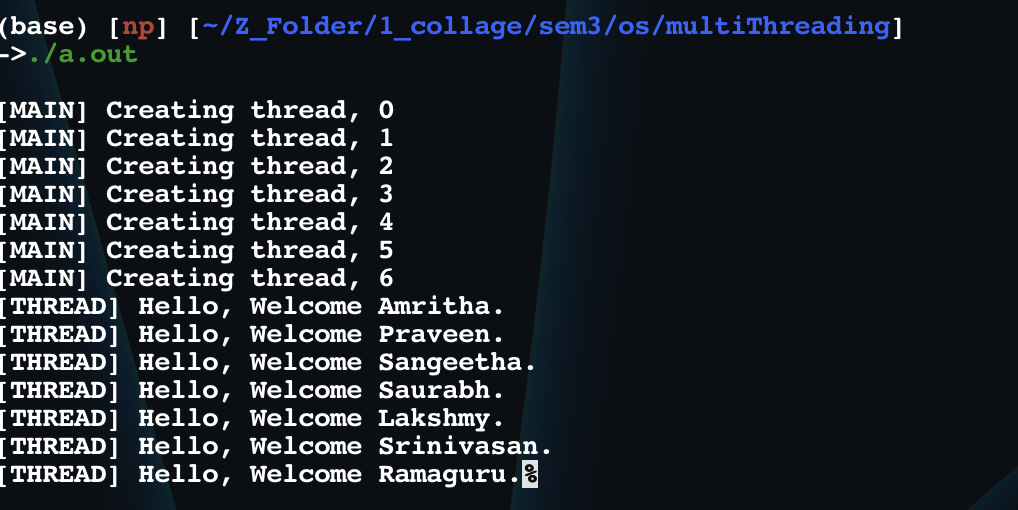 (base) [np] [~/Z_Folder/1_collage/sem3/os/multiThreading]
->./a.out
[MAIN] Creating thread, 0
[MAIN] Creating thread, 1
[MAIN] Creating thread, 2
[MAIN] Creating thread, 3
[MAIN] Creating thread, 4
[MAIN] Creating thread, 5
[MAIN] Creating thread, 6
[THREAD] Hello, Welcome Amritha.
[THREAD] Hello, Welcome Praveen.
[THREAD] Hello, Welcome Sangeetha.
[THREAD] Hello, Welcome Saurabh.
[THREAD] Hello, Welcome Lakshmy.
[THREAD] Hello, Welcome Srinivasan.
[THREAD] Hello, Welcome Ramaguru.%